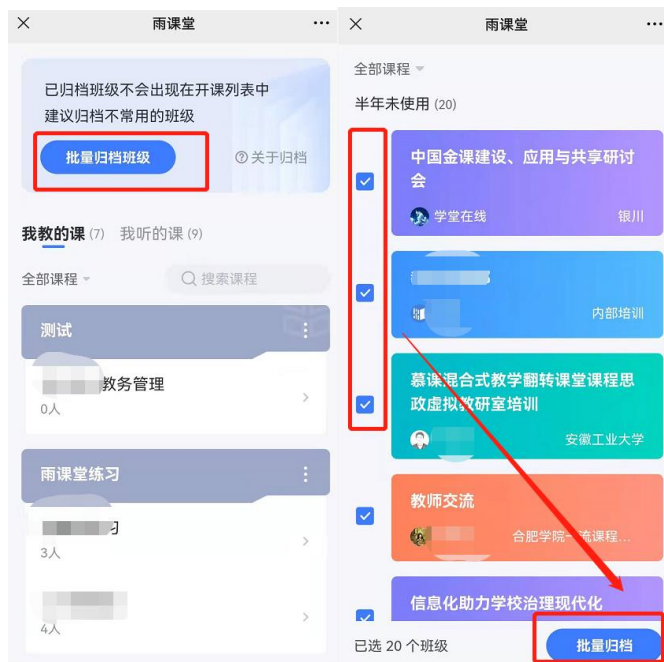 雨课堂
已归档班级不会出现在开课列表中
建议归档不常用的班级
批量归档班级
关于归档
我教的课 (7) 我听的课 (9)
全部课程
搜索课程
测试
教务管理
0人
雨课堂练习
习
3人
4人
雨课堂
全部课程
半年未使用 (20)
中国金课建设、应用与共享研讨
会
学堂在线
银川
内部培训
慕课混合式教学翻转课堂课程思
政虚拟教研室培训
安徽工业大学
教师交流
合肥学院一流课程...
信息化助力学校治理现代化
已选 20 个班级
批量归档